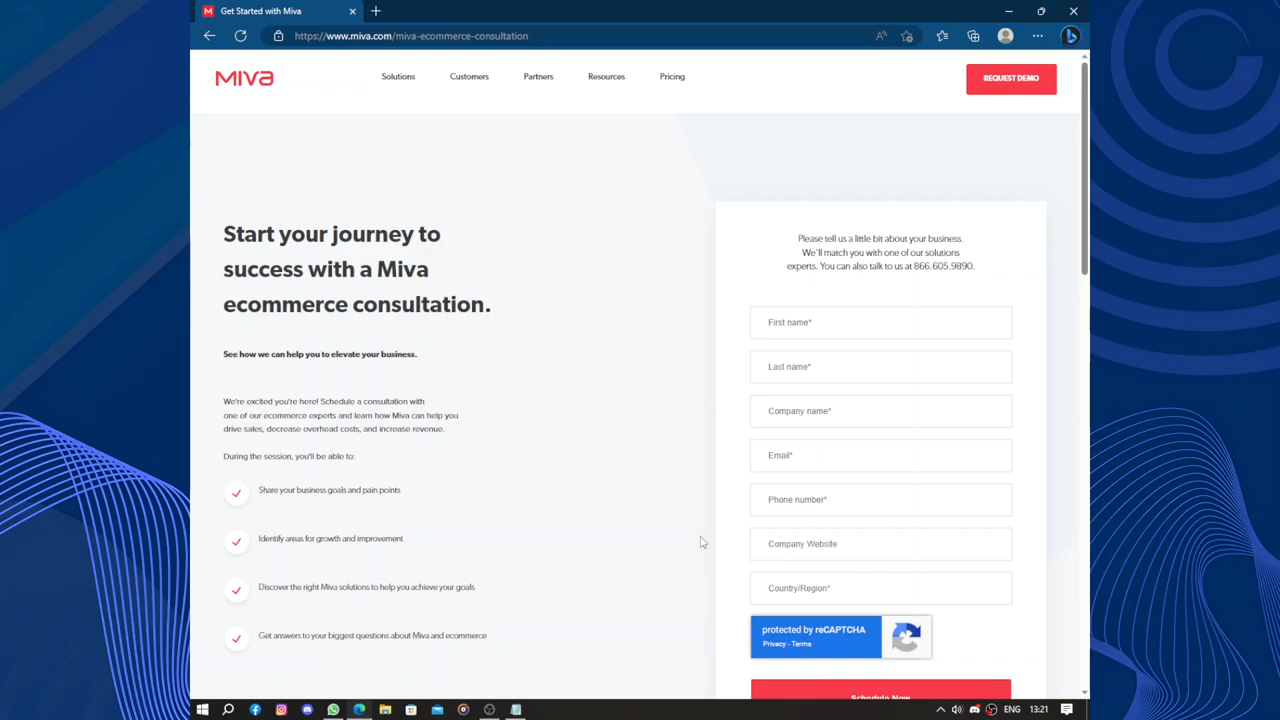 Get Started with Miva
https://www.miva.com/miva-ecommerce-consultation
MIVA
Solutions
Customers
Partners
Resources
Pricing
REQUEST DEMO
Start your journey to
success with a Miva
ecommerce consultation.
See how we can help you to elevate your business.
We're excited you're here! Schedule a consultation with
one of our ecommerce experts and learn how Miva can help you
drive sales, decrease overhead costs, and increase revenue.
During the session, you'll be able to:
Share your business goals and pain points
Identify areas for growth and improvement
Discover the right Miva solutions to help you achieve your goals
Get answers to your biggest questions about Miva and ecommerce
Please tell us a little bit about your business.
We'll match you with one of our solutions
experts. You can also talk to us at 866.605.9890.
First name*
Last name*
Company name*
Email*
Phone number*
Company Website
Country/Region*
protected by reCAPTCHA
Privacy - Terms
Schedule Now
ENG
13:21